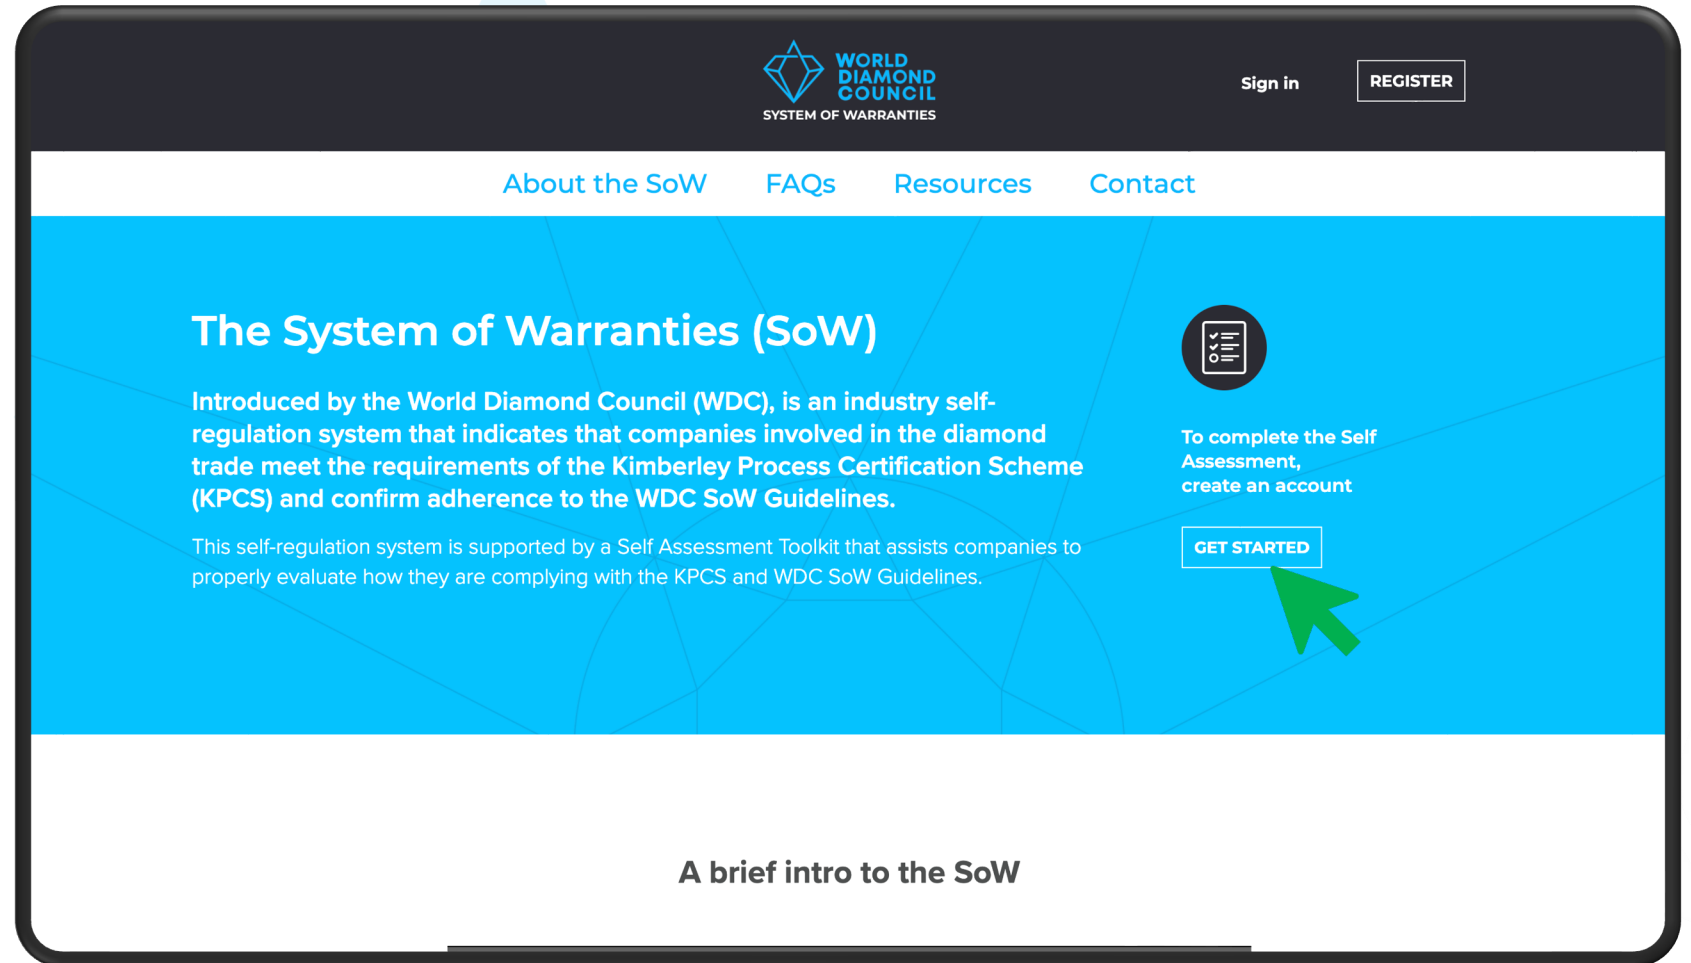 WORLD
DIAMOND
COUNCIL
SYSTEM OF WARRANTIES
Sign in
REGISTER
About the SoW
FAQs
Resources
Contact
The System of Warranties (SoW)
Introduced by the World Diamond Council (WDC), is an industry self-
regulation system that indicates that companies involved in the diamond
trade meet the requirements of the Kimberley Process Certification Scheme
(KPCS) and confirm adherence to the WDC SoW Guidelines.
This self-regulation system is supported by a Self Assessment Toolkit that assists companies to
properly evaluate how they are complying with the KPCS and WDC SoW Guidelines.
To complete the Self
Assessment,
create an account
GET STARTED
A brief intro to the SoW